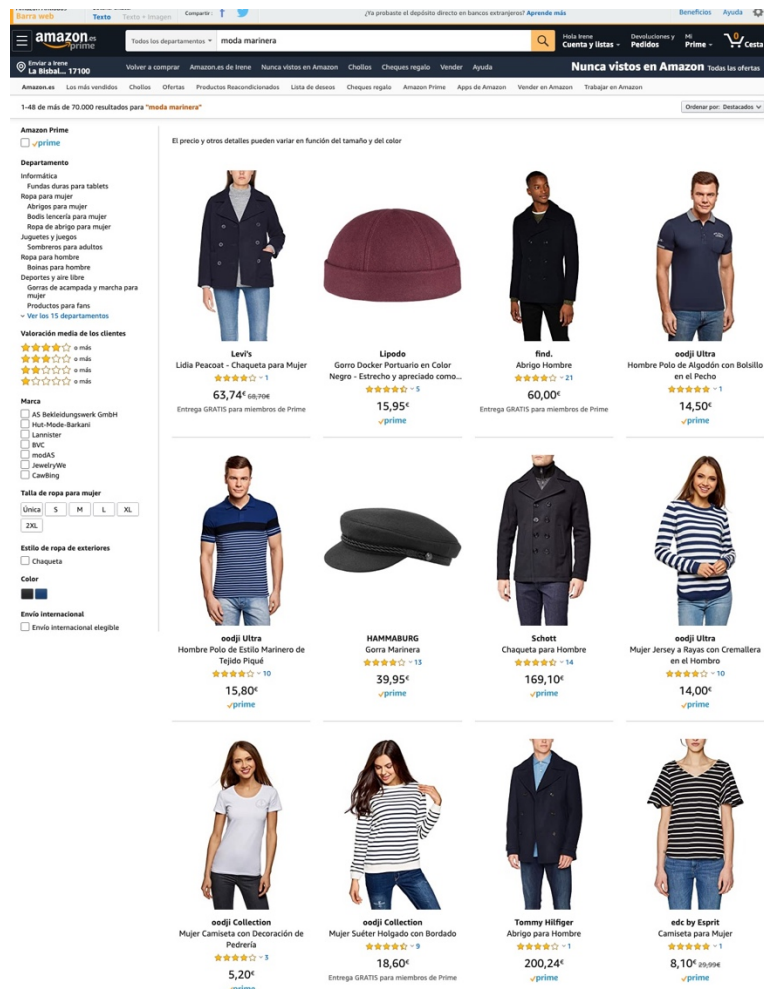 Barra web
Texto
Texto + Imagen
Compartir:
¿Ya probaste el depósito directo en bancos extranjeros? Aprende más
Beneficios
Ayuda
amazon.es
prime
Todos los departamentos
moda marinera
Hola Irene
Cuenta y listas
Devoluciones y
Pedidos
Mi
Prime
0
Cesta
Enviar a Irene
La Bisbal... 17100
Volver a comprar
Amazon.es de Irene
Nunca vistos en Amazon
Chollos
Cheques regalo
Vender
Ayuda
Nunca vistos en Amazon Todas las ofertas
Amazon.es
Los más vendidos
Chollos
Ofertas
Productos Reacondicionados
Lista de deseos
Cheques regalo
Amazon Prime
Apps de Amazon
Vender en Amazon
Trabajar en Amazon
1-48 de más de 70.000 resultados para "moda marinera"
Ordenar por: Destacados
Amazon Prime
prime
Departamento
Informática
Fundas duras para tablets
Ropa para mujer
Abrigos para mujer
Bodis lencería para mujer
Ropa de abrigo para mujer
Juguetes y juegos
Sombreros para adultos
Ropa para hombre
Boinas para hombre
Deportes y aire libre
Gorras de acampada y marcha para
mujer
Productos para fans
Ver los 15 departamentos
Valoración media de los clientes
o más
o más
o más
o más
Marca
AS Bekleidungswerk GmbH
Hut-Mode-Barkani
Lannister
BVC
modAS
JewelryWe
CawBing
Talla de ropa para mujer
Única
S
M
L
XL
2XL
Estilo de ropa de exteriores
Chaqueta
Color
Envío internacional
Envío internacional elegible
El precio y otros detalles pueden variar en función del tamaño y del color
Levi's
Lidia Peacoat - Chaqueta para Mujer
1
63,74€ 68,70€
Entrega GRATIS para miembros de Prime
Lipodo
Gorro Docker Portuario en Color
Negro - Estrecho y apreciado como...
5
15,95€
prime
find.
Abrigo Hombre
21
60,00€
Entrega GRATIS para miembros de Prime
oodji Ultra
Hombre Polo de Algodón con Bolsillo
en el Pecho
1
14,50€
prime
oodji Ultra
Hombre Polo de Estilo Marinero de
Tejido Piqué
10
15,80€
prime
HAMMABURG
Gorra Marinera
13
39,95€
prime
Schott
Chaqueta para Hombre
14
169,10€
prime
oodji Ultra
Mujer Jersey a Rayas con Cremallera
en el Hombro
10
14,00€
prime
oodji Collection
Mujer Camiseta con Decoración de
Pedrería
3
5,20€
prime
oodji Collection
Mujer Suéter Holgado con Bordado
9
18,60€
Entrega GRATIS para miembros de Prime
Tommy Hilfiger
Abrigo para Hombre
1
200,24€
prime
edc by Esprit
Camiseta para Mujer
1
8,10€ 29,99€
prime